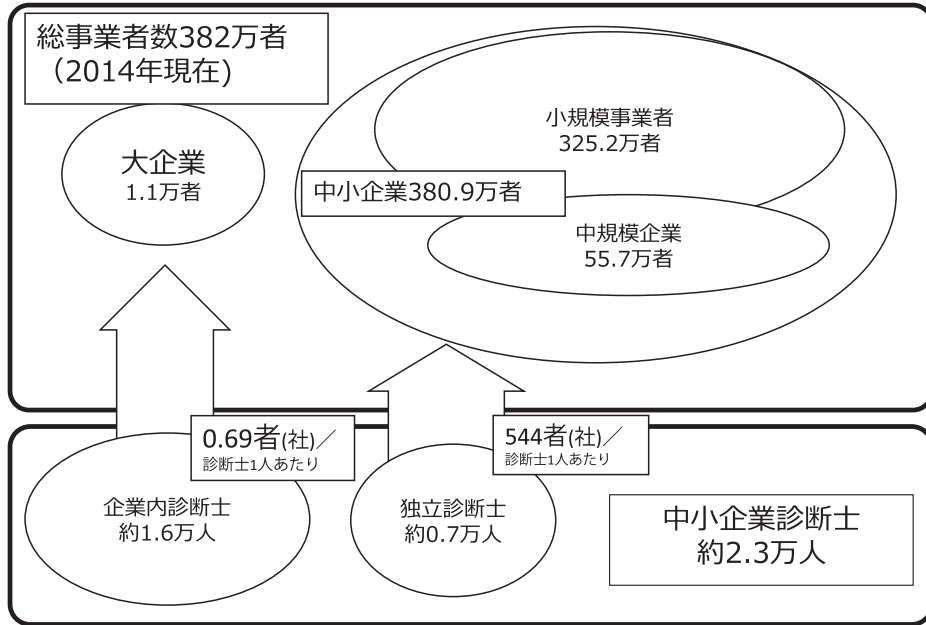 総事業者数382万者
（2014年現在)
大企業
1.1万者
小規模事業者
325.2万者
中小企業380.9万者
中規模企業
55.7万者
0.69者(社)／
診断士1人あたり
544者(社)／
診断士1人あたり
企業内診断士
約1.6万人
独立診断士
約0.7万人
中小企業診断士
約2.3万人